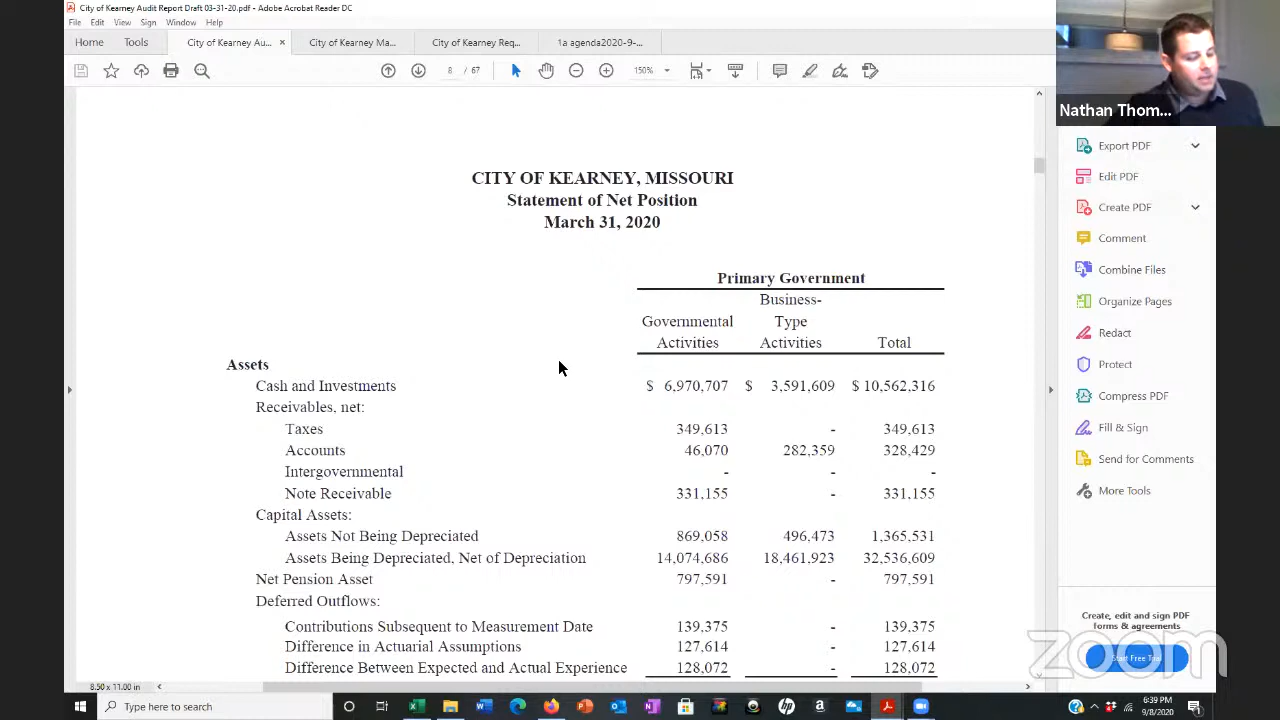 City of Kearney Audit Report Draft 03-31-20.pdf - Adobe Acrobat Reader DC
File Edit View Sign Window Help
Home Tools City of Kearney Au... × City of Kearney Ma... City of Kearney Req... 1a agenda2020-9-...
8 / 67 150%
Nathan Thom...
CITY OF KEARNEY, MISSOURI
Statement of Net Position
March 31, 2020
Primary Government
Business-
Governmental Type
Activities Activities Total
Assets
Cash and Investments $ 6,970,707 $ 3,591,609 $ 10,562,316
Receivables, net:
Taxes 349,613 - 349,613
Accounts 46,070 282,359 328,429
Intergovernmental - - -
Note Receivable 331,155 - 331,155
Capital Assets:
Assets Not Being Depreciated 869,058 496,473 1,365,531
Assets Being Depreciated, Net of Depreciation 14,074,686 18,461,923 32,536,609
Net Pension Asset 797,591 - 797,591
Deferred Outflows:
Contributions Subsequent to Measurement Date 139,375 - 139,375
Difference in Actuarial Assumptions 127,614 - 127,614
Difference Between Expected and Actual Experience 128,072 - 128,072
8.50 x 11.00 in
Export PDF
Edit PDF
Create PDF
Comment
Combine Files
Organize Pages
Redact
Protect
Compress PDF
Fill & Sign
Send for Comments
More Tools
Create, edit and sign PDF
forms & agreements
Start Free Trial
zoom
Type here to search
6:39 PM
9/8/2020